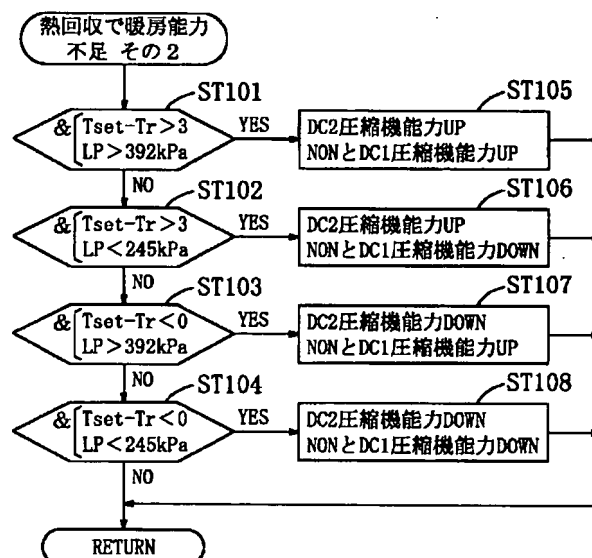 熱回収で暖房能力
不足 その2
ST101
& Tset-Tr>3
LP>392kPa
YES
ST105
DC2圧縮機能力UP
NONとDC1圧縮機能力UP
NO
ST102
& Tset-Tr>3
LP<245kPa
YES
ST106
DC2圧縮機能力UP
NONとDC1圧縮機能力DOWN
NO
ST103
& Tset-Tr<0
LP>392kPa
YES
ST107
DC2圧縮機能力DOWN
NONとDC1圧縮機能力UP
NO
ST104
& Tset-Tr<0
LP<245kPa
YES
ST108
DC2圧縮機能力DOWN
NONとDC1圧縮機能力DOWN
NO
RETURN